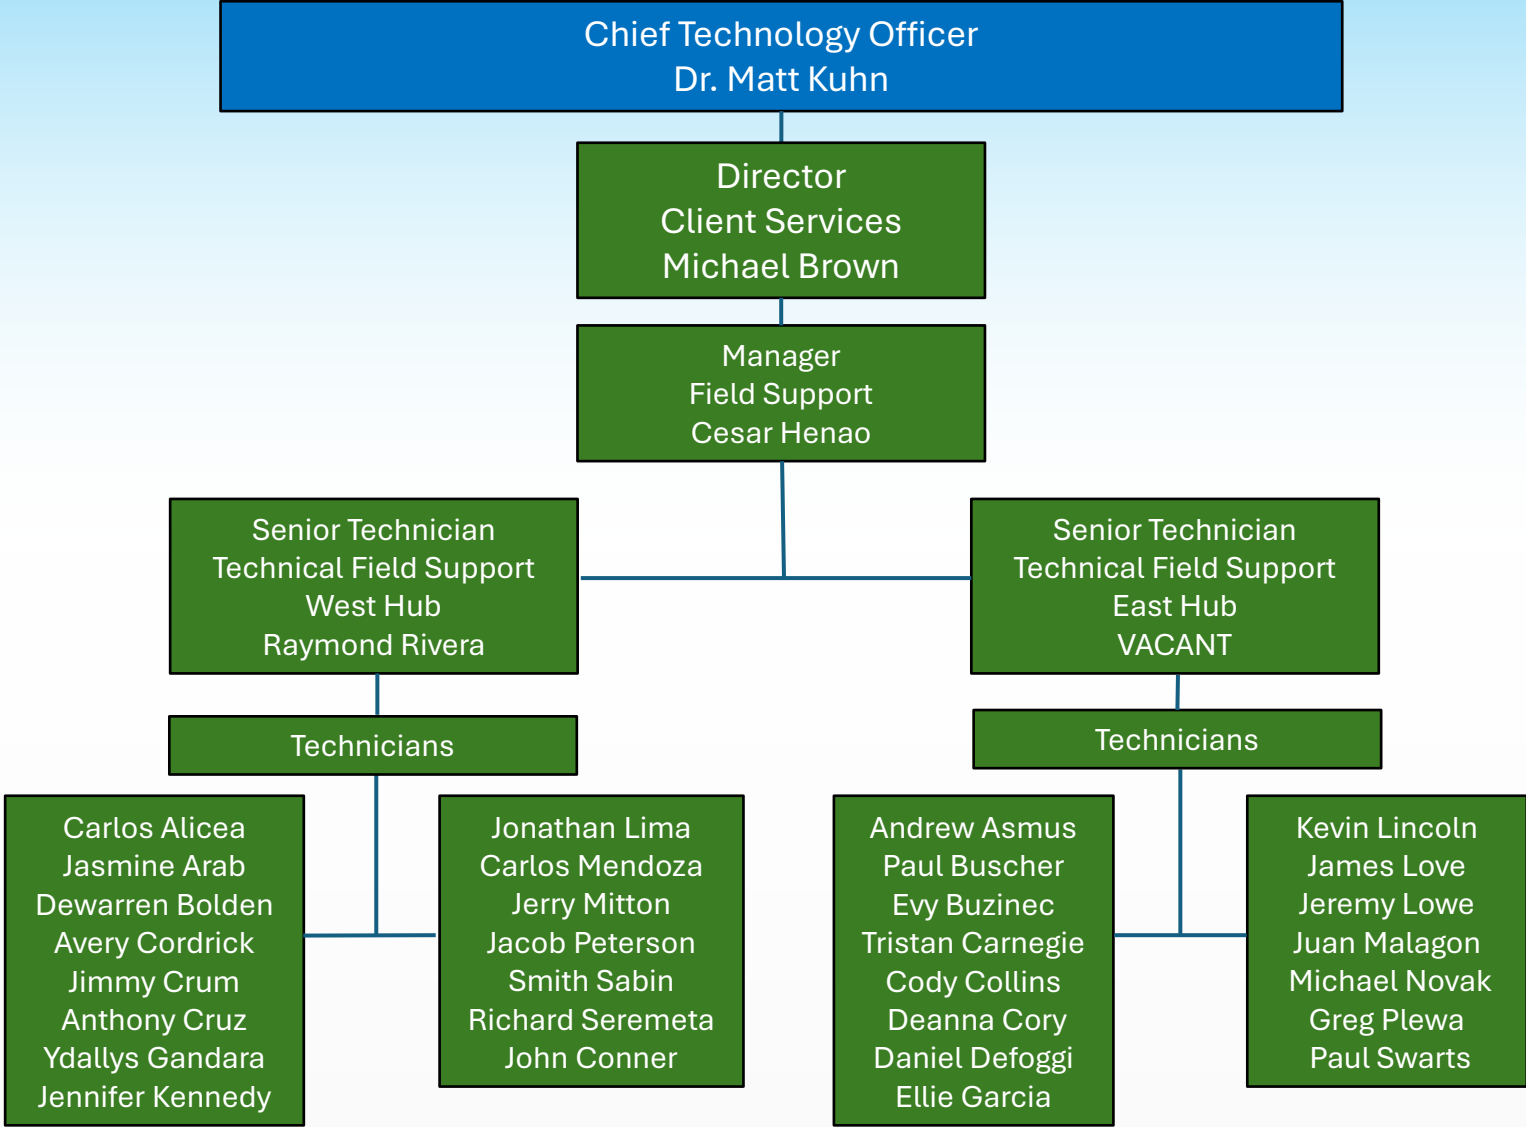 Chief Technology Officer
Dr. Matt Kuhn
Director
Client Services
Michael Brown
Manager
Field Support
Cesar Henao
Senior Technician
Technical Field Support
West Hub
Raymond Rivera
Senior Technician
Technical Field Support
East Hub
VACANT
Technicians
Technicians
Carlos Alicea
Jasmine Arab
Dewarren Bolden
Avery Cordrick
Jimmy Crum
Anthony Cruz
Ydallys Gandara
Jennifer Kennedy
Jonathan Lima
Carlos Mendoza
Jerry Mitton
Jacob Peterson
Smith Sabin
Richard Seremeta
John Conner
Andrew Asmus
Paul Buscher
Evy Buzinec
Tristan Carnegie
Cody Collins
Deanna Cory
Daniel Defoggi
Ellie Garcia
Kevin Lincoln
James Love
Jeremy Lowe
Juan Malagon
Michael Novak
Greg Plewa
Paul Swarts